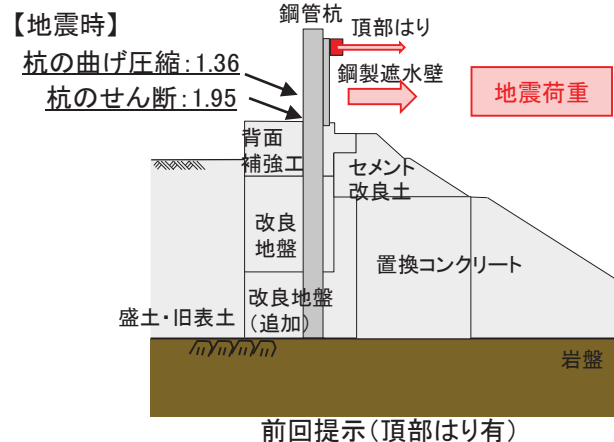 【地震時】
杭の曲げ圧縮:1.36
杭のせん断:1.95
鋼管杭
頂部はり
鋼製遮水壁
地震荷重
背面
補強工
セメント
改良土
改良
地盤
置換コンクリート
改良地盤
(追加)
盛土・旧表土
岩盤
前回提示(頂部はり有)